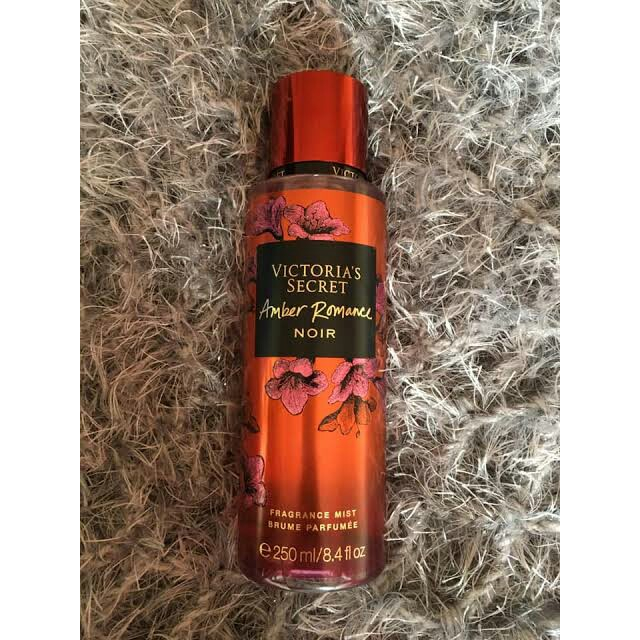 VICTORIA'S
SECRET
Amber Romance
NOIR
FRAGRANCE MIST
BRUME PARFUMÉE
℮ 250 ml/8.4 fl oz